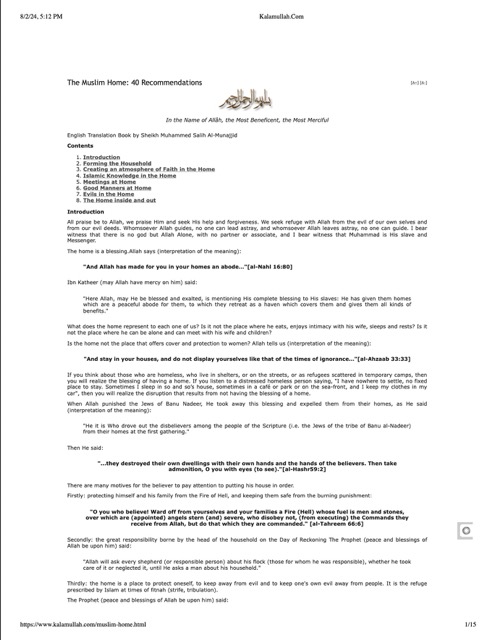 8/2/24, 5:12 PM
Kalamullah.Com
The Muslim Home: 40 Recommendations
[A+] [A-]
In the Name of Allâh, the Most Beneficent, the Most Merciful
English Translation Book by Sheikh Muhammed Salih Al-Munajjid
Contents
1. Introduction
2. Forming the Household
3. Creating an atmosphere of Faith in the Home
4. Islamic Knowledge in the Home
5. Meetings at Home
6. Good Manners at Home
7. Evils in the Home
8. The Home inside and out
Introduction
All praise be to Allah, we praise Him and seek His help and forgiveness. We seek refuge with Allah from the evil of our own selves and
from our evil deeds. Whomsoever Allah guides, no one can lead astray, and whomsoever Allah leaves astray, no one can guide. I bear
witness that there is no god but Allah Alone, with no partner or associate, and I bear witness that Muhammad is His slave and
Messenger.
The home is a blessing.Allah says (interpretation of the meaning):
"And Allah has made for you in your homes an abode..."[al-Nahl 16:80]
Ibn Katheer (may Allah have mercy en him) said:
"Here Allah, may He be blessed and exalted, is mentioning His complete blessing to His slaves: He has given them homes
which are a peaceful abode for them, to which they retreat as a haven which covers them and gives them all kinds of
benefits."
What does the home represent to each one of us? Is it not the place where he eats, enjoys intimacy with his wife, sleeps and rests? Is it
not the place where he can be alone and can meet with his wife and children?
Is the home not the place that offers cover and protection to women? Allah tells us (interpretation of the meaning):
"And stay in your houses, and do not display yourselves like that of the times of ignorance..."[al-Ahzaab 33:33]
If you think about those who are homeless, who live in shelters, or on the streets, or as refugees scattered in temporary camps, then
you will realize the blessing of having a home. If you listen to a distressed homeless person saying, "I have nowhere to settle, no fixed
place to stay. Sometimes I sleep in so and so's house, sometimes in a café or park or on the sea-front, and I keep my clothes in my
car", then you will realize the disruption that results from not having the blessing of a home.
When Allah punished the Jews of Banu Nadeer, He took away this blessing and expelled them from their homes, as He said
(interpretation of the meaning):
"He it is Who drove out the disbelievers among the people of the Scripture (i.e. the Jews of the tribe of Banu al-Nadeer)
from their homes at the first gathering."
Then He said:
"...they destroyed their own dwellings with their own hands and the hands of the believers. Then take
admonition, O you with eyes (to see)."[al-Hashr59:2]
There are many motives for the believer to pay attention to putting his house in order.
Firstly: protecting himself and his family from the Fire of Hell, and keeping them safe from the burning punishment:
"O you who believe! Ward off from yourselves and your families a Fire (Hell) whose fuel is men and stones,
over which are (appointed) angels stern (and) severe, who disobey not, (from executing) the Commands they
receive from Allah, but do that which they are commanded." [al-Tahreem 66:6]
Secondly: the great responsibility borne by the head of the household on the Day of Reckoning The Prophet (peace and blessings of
Allah be upon him) said:
"Allah will ask every shepherd (or responsible person) about his flock (those for whom he was responsible), whether he took
care of it or neglected it, until he asks a man about his household."
Thirdly: the home is a place to protect oneself, to keep away from evil and to keep one's own evil away from people. It is the refuge
prescribed by Islam at times of fitnah (strife, tribulation).
The Prophet (peace and blessings of Allah be upon him) said:
https://www.kalamullah.com/muslim-home.html
1/15